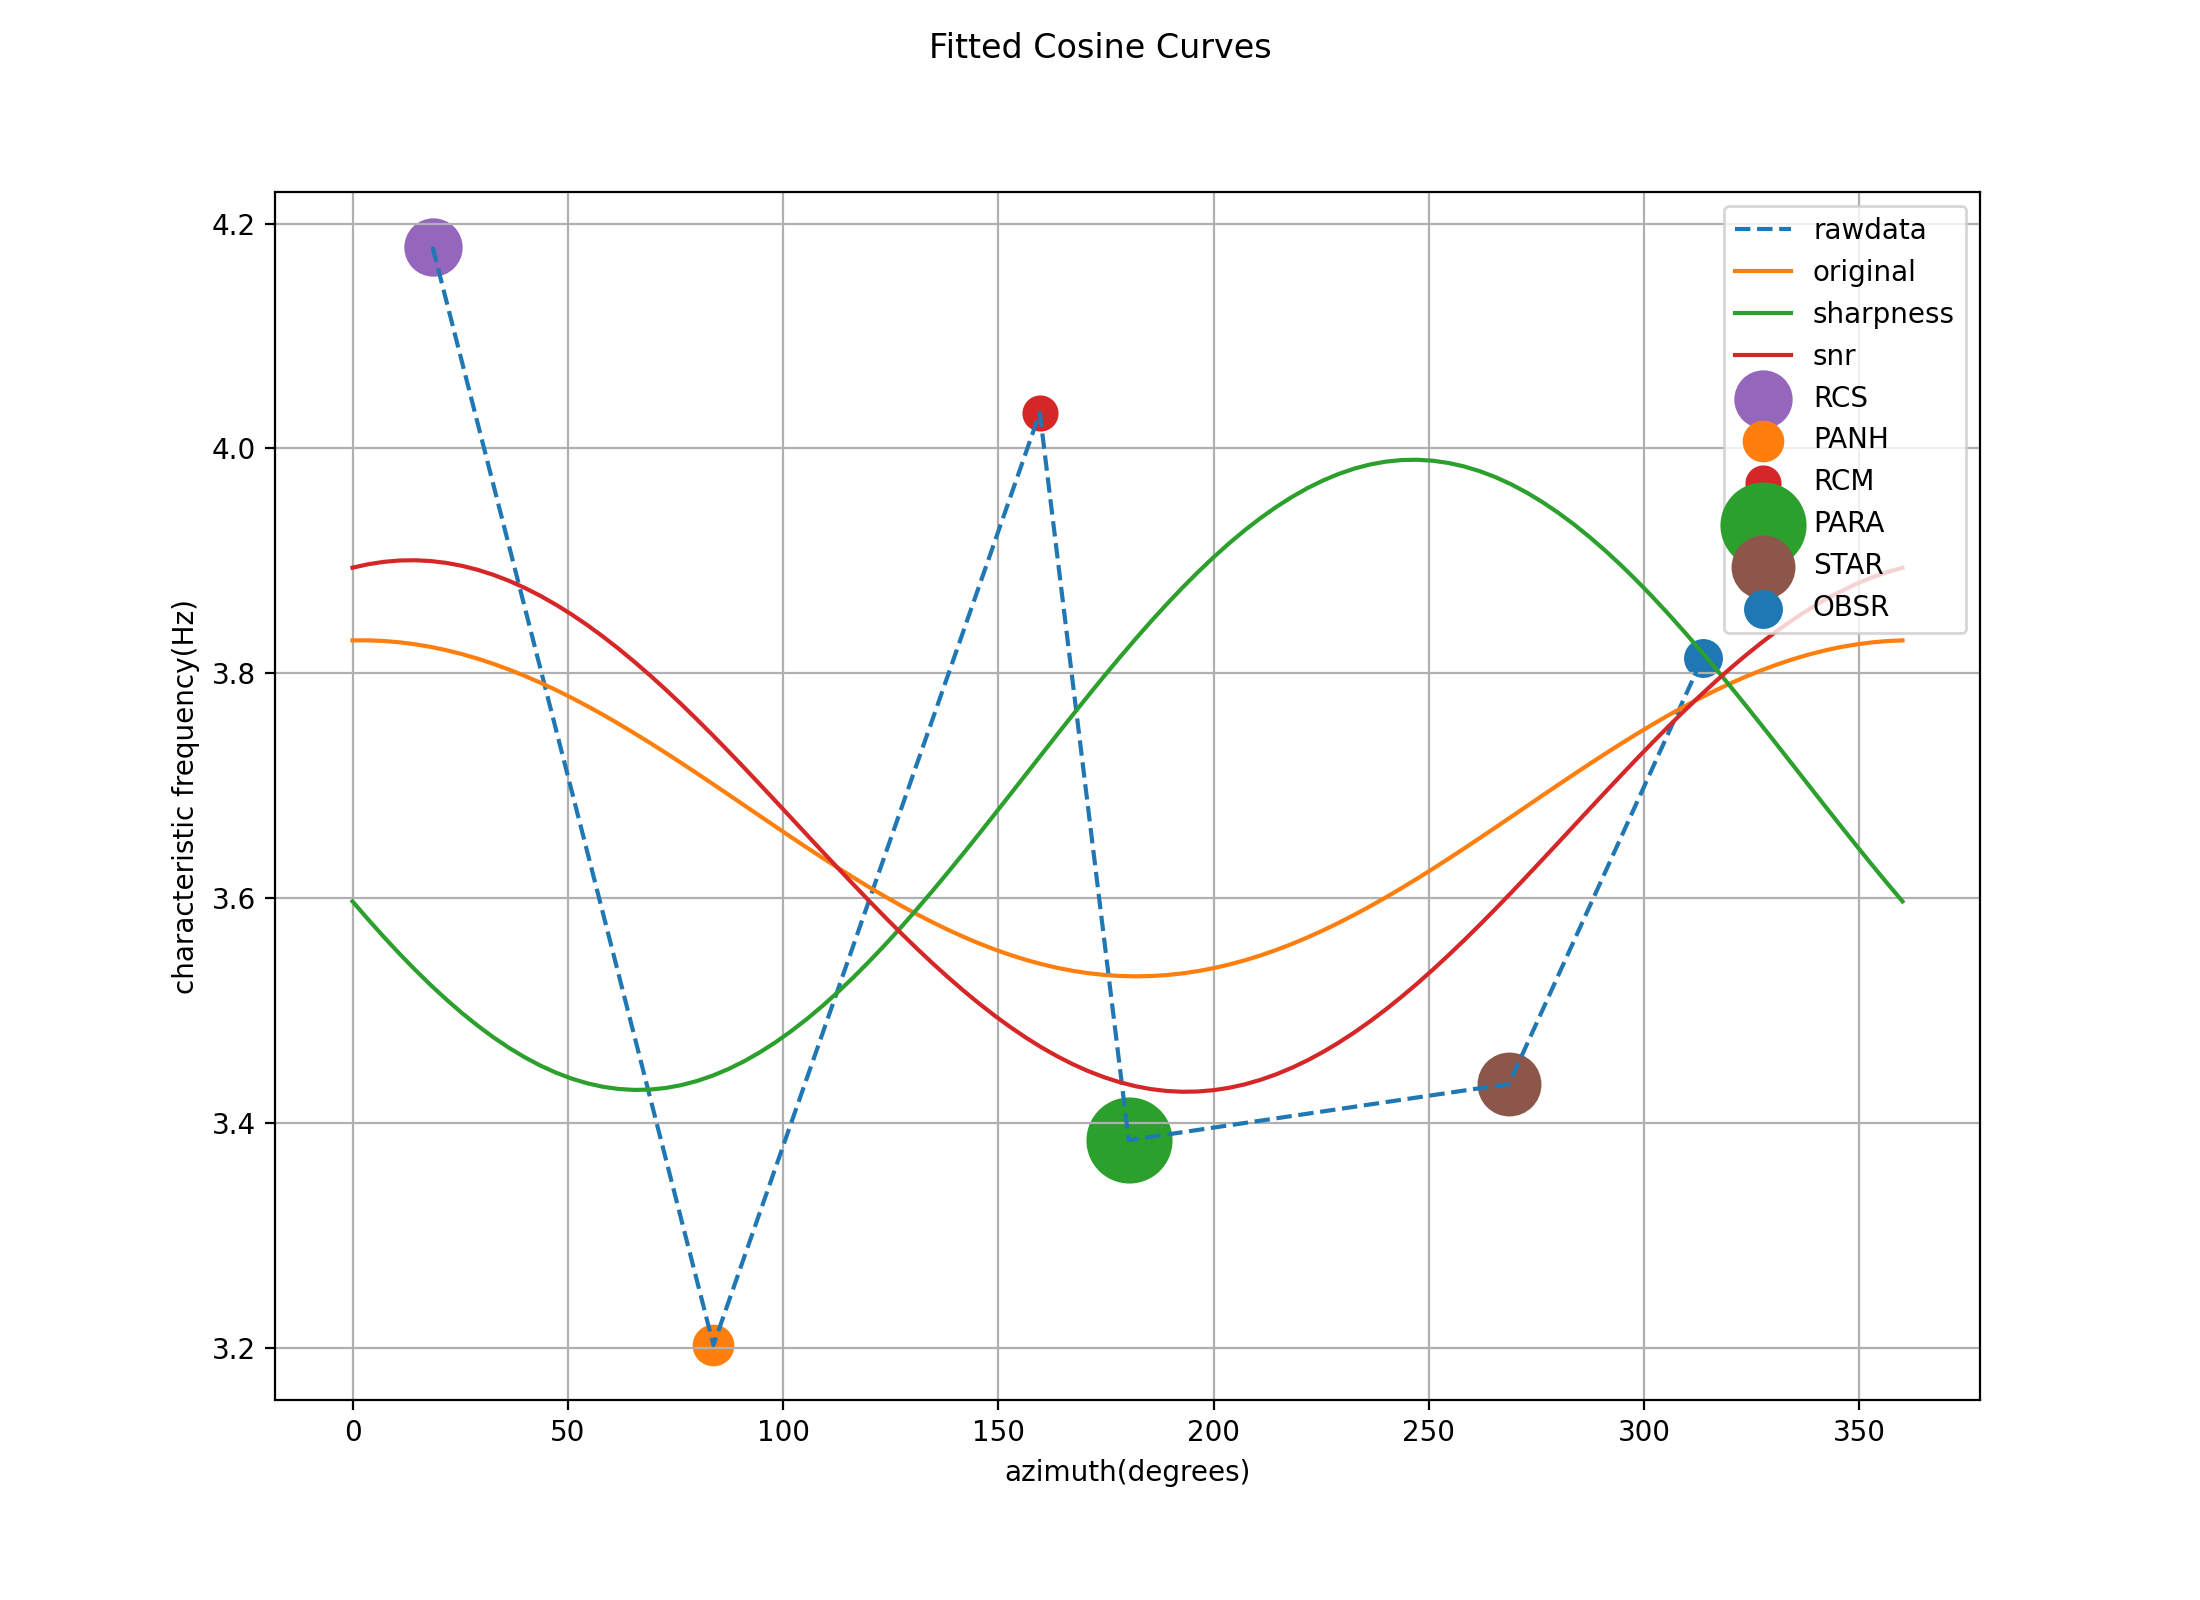 Fitted Cosine Curves
4.2
4.0
3.8
3.6
3.4
3.2
characteristic frequency(Hz)
rawdata
original
sharpness
snr
RCS
PANH
RCM
PARA
STAR
OBSR
0 50 100 150 200 250 300 350
azimuth(degrees)